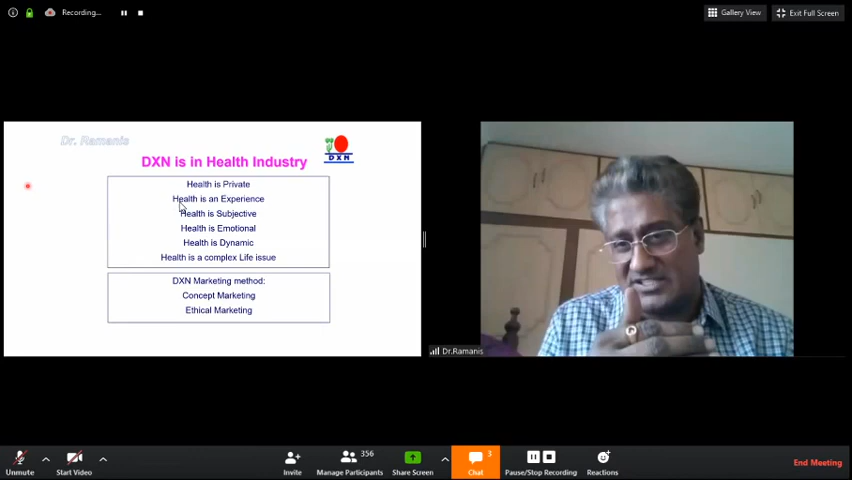 Recording...
Gallery View
Exit Full Screen
Dr. Ramanis
DXN
DXN is in Health Industry
Health is Private
Health is an Experience
Health is Subjective
Health is Emotional
Health is Dynamic
Health is a complex Life issue
DXN Marketing method:
Concept Marketing
Ethical Marketing
Dr.Ramanis
Unmute
Start Video
Invite
356
Manage Participants
Share Screen
3
Chat
Pause/Stop Recording
Reactions
End Meeting